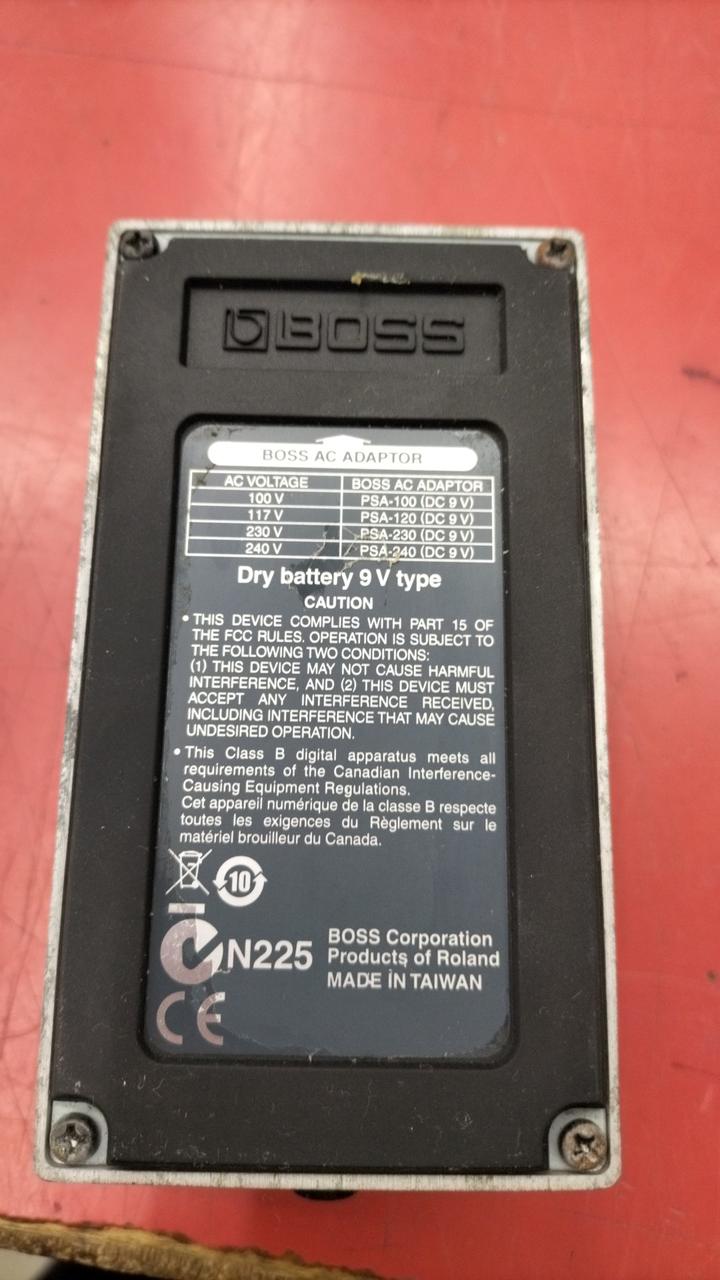 BOSS
BOSS AC ADAPTOR
AC VOLTAGE BOSS AC ADAPTOR
100 V PSA-100 (DC 9 V)
117 V PSA-120 (DC 9 V)
230 V PSA-230 (DC 9 V)
240 V PSA-240 (DC 9 V)
Dry battery 9 V type
CAUTION
• THIS DEVICE COMPLIES WITH PART 15 OF
THE FCC RULES. OPERATION IS SUBJECT TO
THE FOLLOWING TWO CONDITIONS:
(1) THIS DEVICE MAY NOT CAUSE HARMFUL
INTERFERENCE, AND (2) THIS DEVICE MUST
ACCEPT ANY INTERFERENCE RECEIVED,
INCLUDING INTERFERENCE THAT MAY CAUSE
UNDESIRED OPERATION.
• This Class B digital apparatus meets all
requirements of the Canadian Interference-
Causing Equipment Regulations.
Cet appareil numérique de la classe B respecte
toutes les exigences du Règlement sur le
matériel brouilleur du Canada.
10
N225
BOSS Corporation
Products of Roland
MADE IN TAIWAN
CE